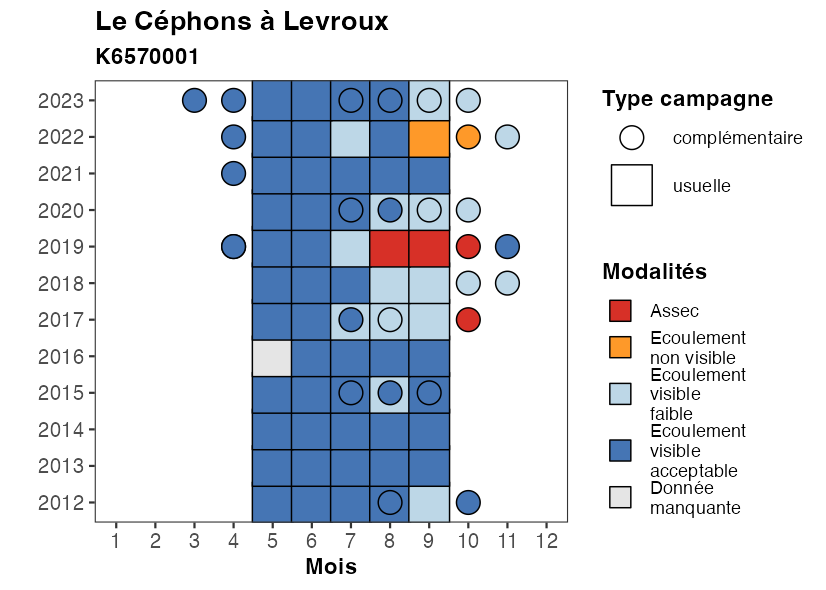 Le Céphons à Levroux
K6570001
2023
2022
2021
2020
2019
2018
2017
2016
2015
2014
2013
2012
1 2 3 4 5 6 7 8 9 10 11 12
Mois
Type campagne
complémentaire
usuelle
Modalités
Assec
Ecoulement
non visible
Ecoulement
visible
faible
Ecoulement
visible
acceptable
Donnée
manquante